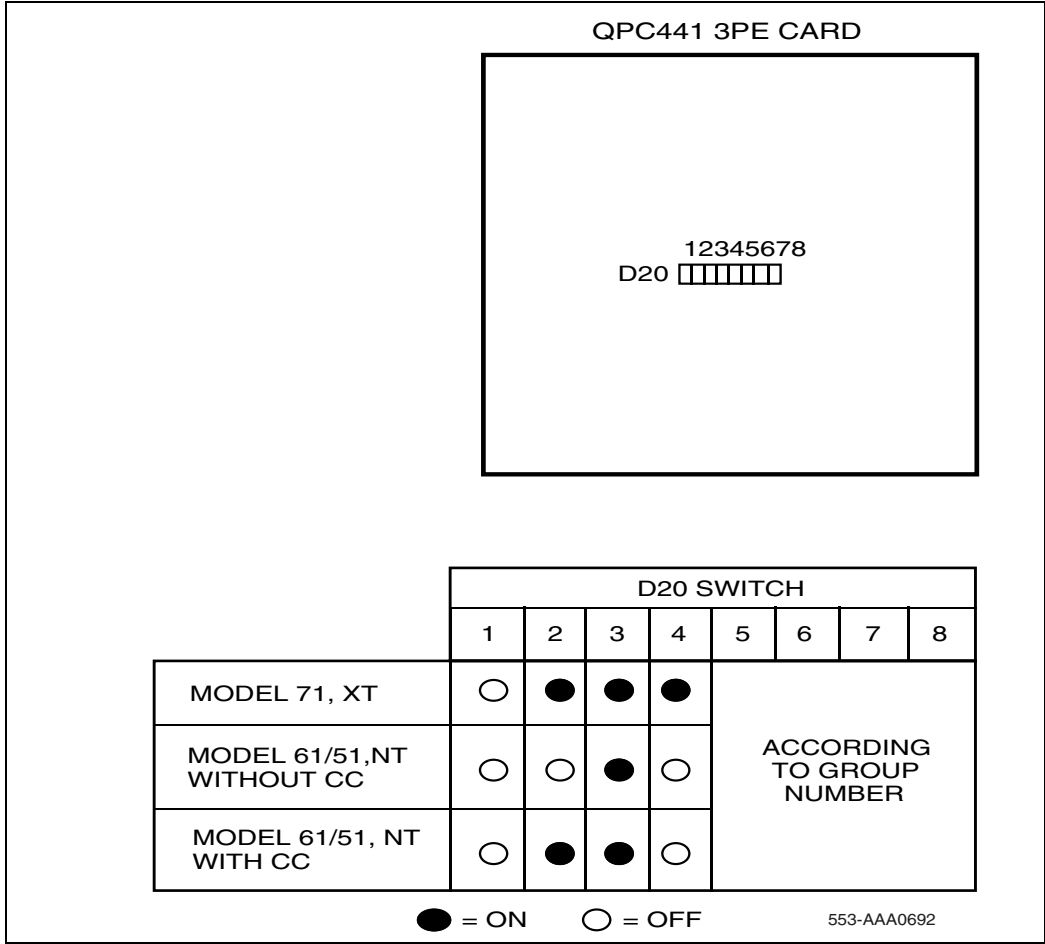 QPC441 3PE CARD
12345678
D20
D20 SWITCH
1 2 3 4 5 6 7 8
MODEL 71, XT
MODEL 61/51,NT
WITHOUT CC
MODEL 61/51, NT
WITH CC
ACCORDING
TO GROUP
NUMBER
= ON = OFF
553-AAA0692